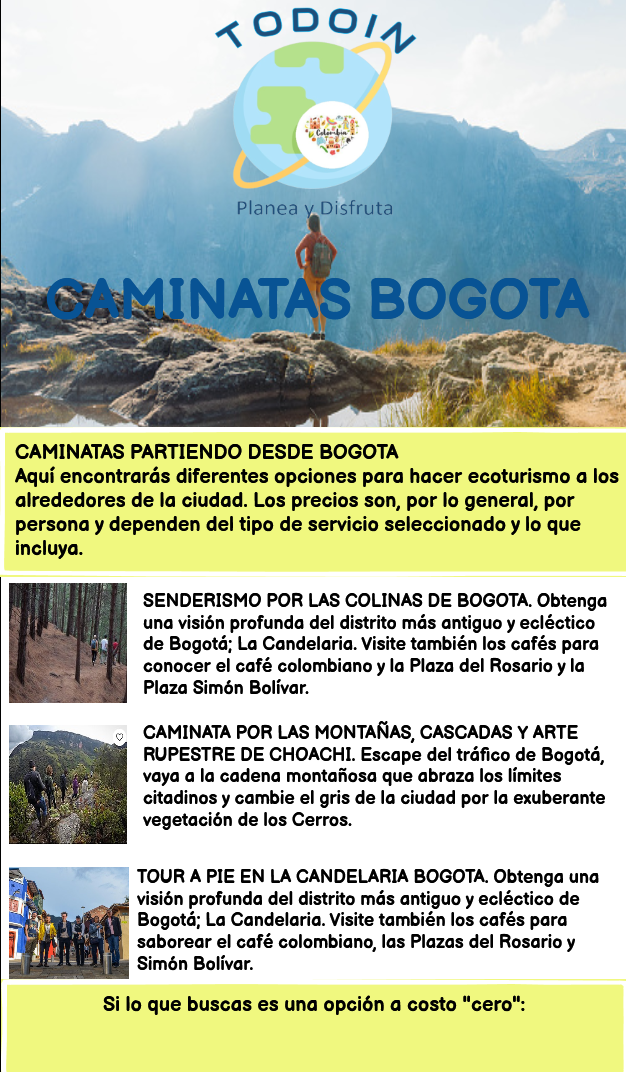 TODOIN
Colombia
Planea y Disfruta
CAMINATAS BOGOTA
CAMINATAS PARTIENDO DESDE BOGOTA
Aquí encontrarás diferentes opciones para hacer ecoturismo a los
alrededores de la ciudad. Los precios son, por lo general, por
persona y dependen del tipo de servicio seleccionado y lo que
incluya.
SENDERISMO POR LAS COLINAS DE BOGOTA. Obtenga
una visión profunda del distrito más antiguo y ecléctico
de Bogotá; La Candelaria. Visite también los cafés para
conocer el café colombiano y la Plaza del Rosario y la
Plaza Simón Bolívar.
CAMINATA POR LAS MONTAÑAS, CASCADAS Y ARTE
RUPESTRE DE CHOACHI. Escape del tráfico de Bogotá,
vaya a la cadena montañosa que abraza los límites
citadinos y cambie el gris de la ciudad por la exuberante
vegetación de los Cerros.
TOUR A PIE EN LA CANDELARIA BOGOTA. Obtenga una
visión profunda del distrito más antiguo y ecléctico de
Bogotá; La Candelaria. Visite también los cafés para
saborear el café colombiano, las Plazas del Rosario y
Simón Bolívar.
Si lo que buscas es una opción a costo "cero":